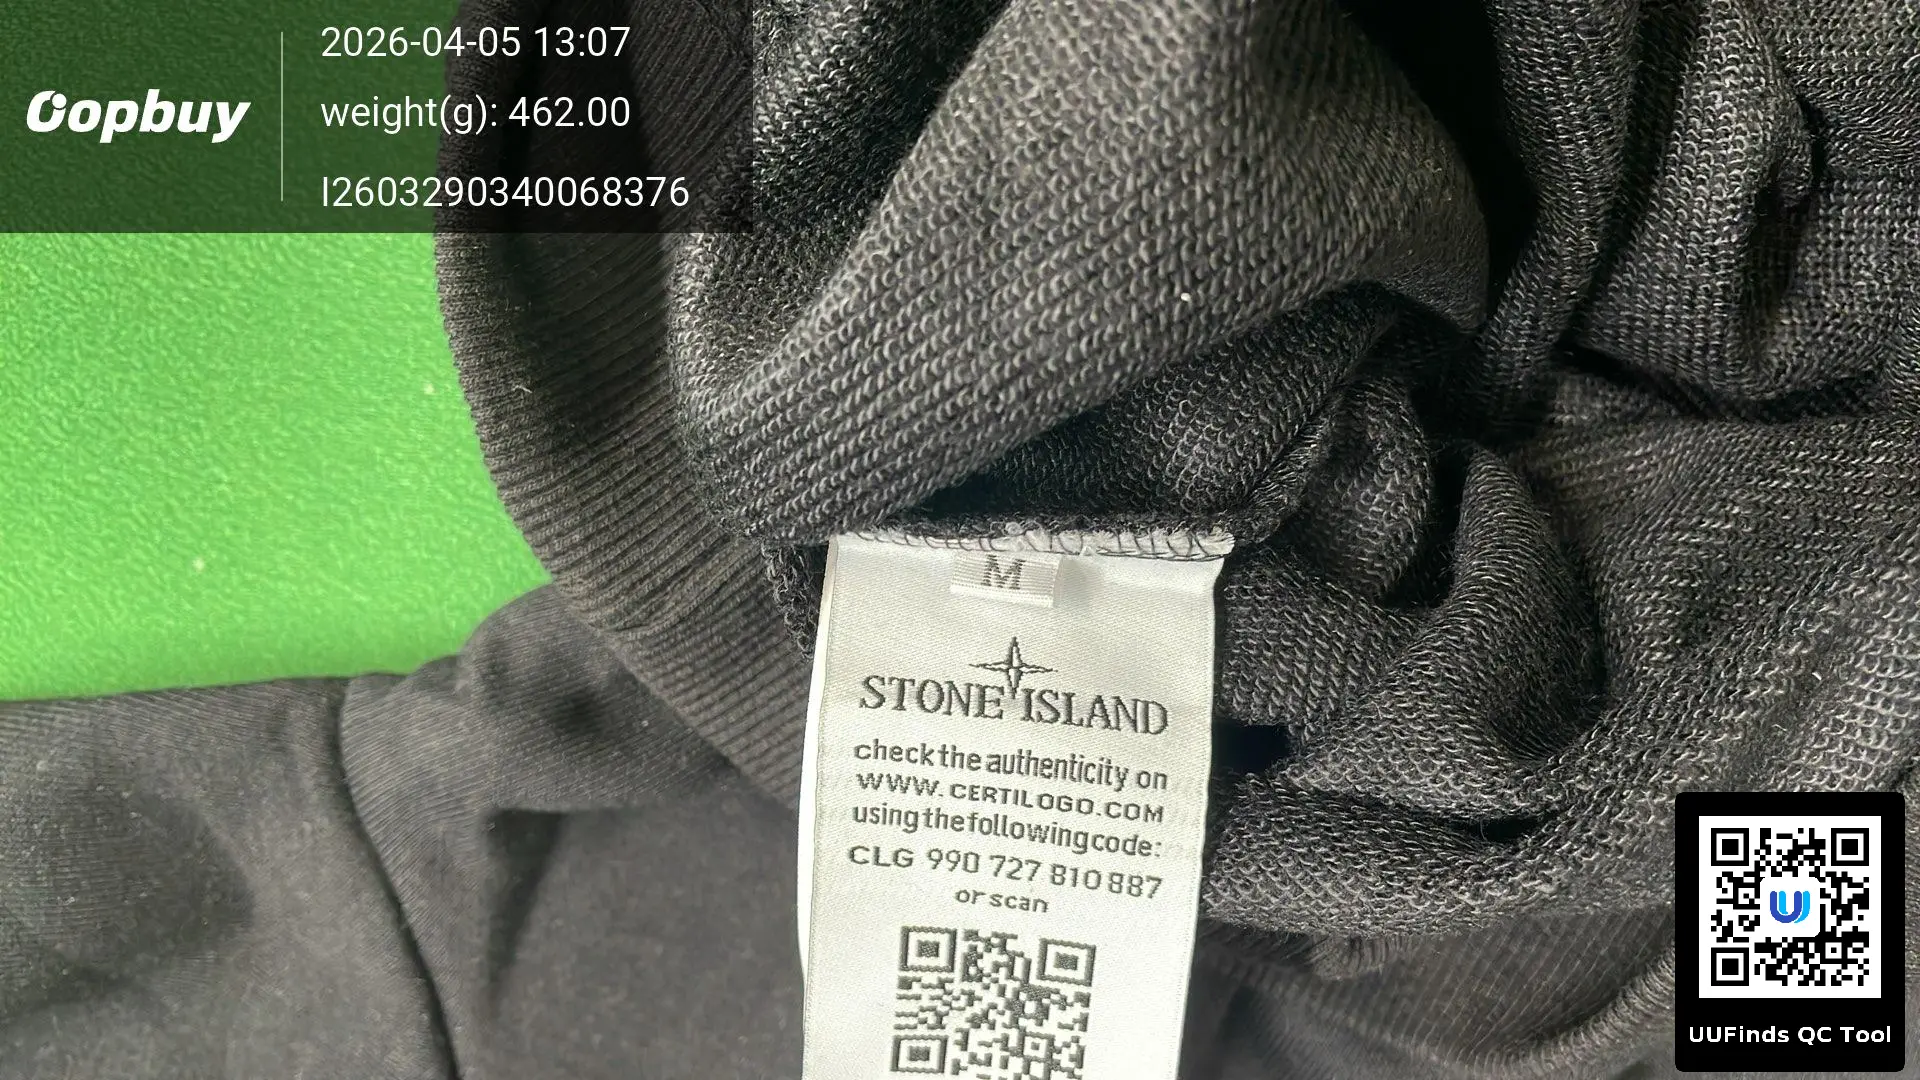 Oopbuy
2026-04-05 13:07
weight(g): 462.00
I2603290340068376
M
STONE ISLAND
check the authenticity on
WWW.CERTILOGO.COM
using the following code:
CLG 990 727 810 887
or scan
UUFinds QC Tool